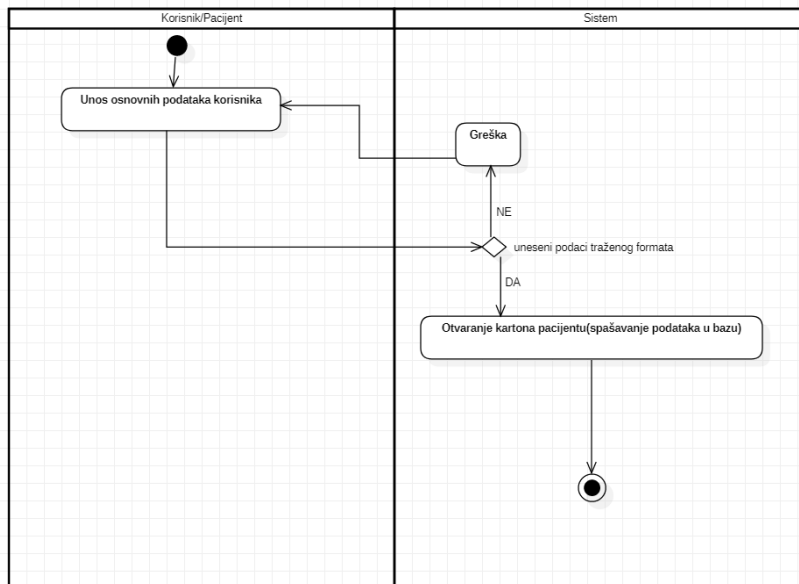 Korisnik/Pacijent
Sistem
Unos osnovnih podataka korisnika
Greška
NE
uneseni podaci traženog formata
DA
Otvaranje kartona pacijentu(spašavanje podataka u bazu)